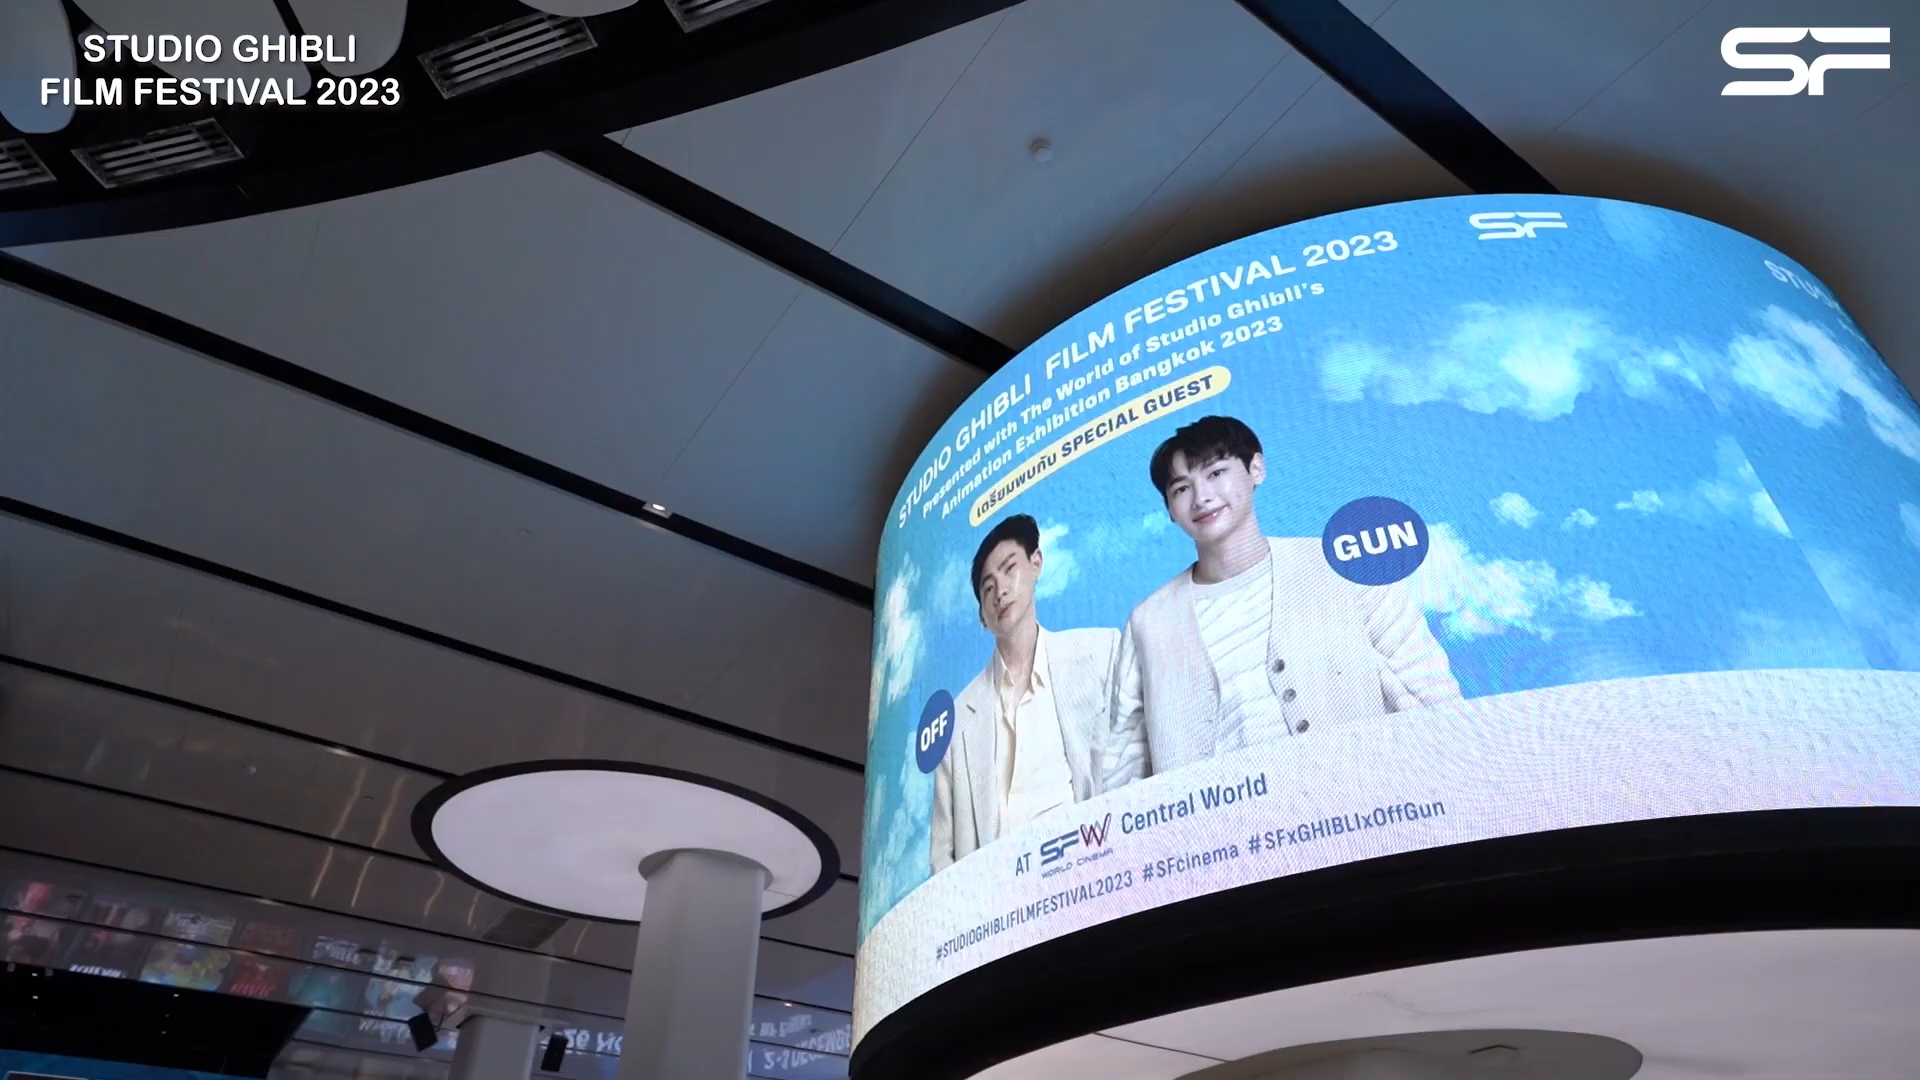 STUDIO GHIBLI
FILM FESTIVAL 2023
SF
SF
STUDIO GHIBLI FILM FESTIVAL 2023
Presented with The World of Studio Ghibli's
Animation Exhibition Bangkok 2023
เตรียมพบกับ SPECIAL GUEST
GUN
OFF
AT SFW Central World
WORLD CINEMA
#STUDIOGHIBLIFILMFESTIVAL2023 #SFcinema #SFxGHIBLIxOffGun